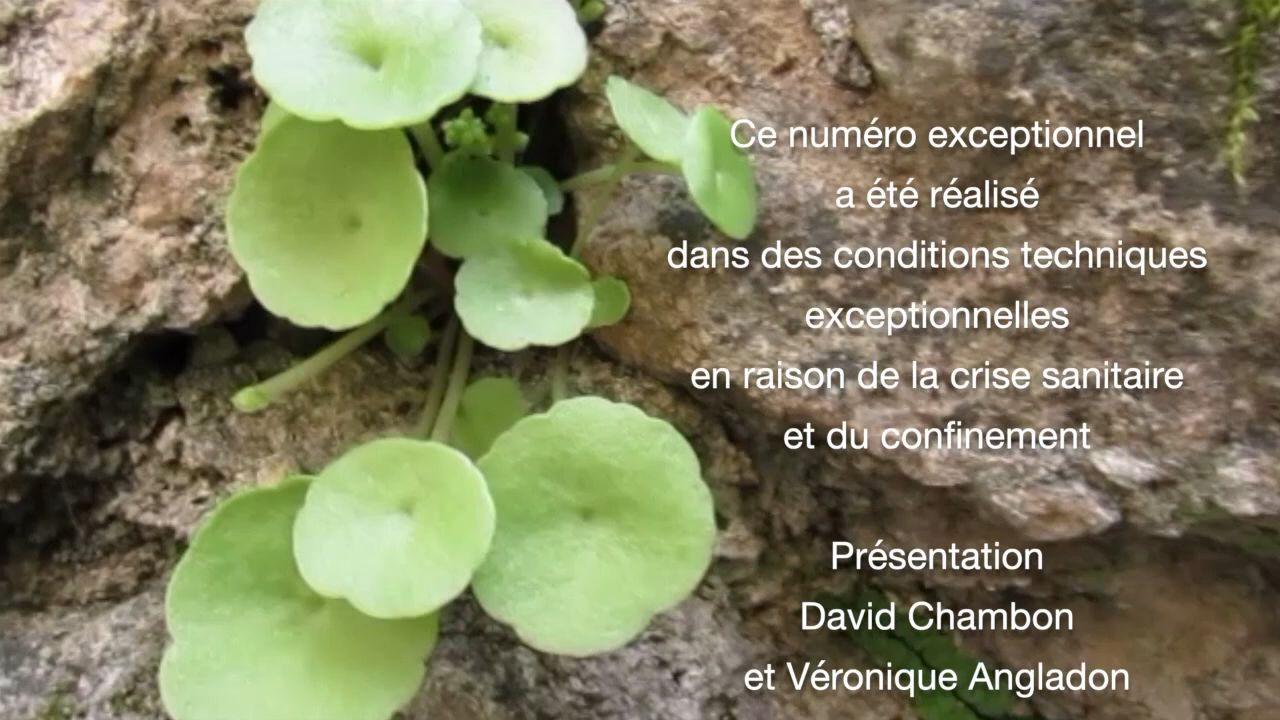 Ce numéro exceptionnel
a été réalisé
dans des conditions techniques
exceptionnelles
en raison de la crise sanitaire
et du confinement
Présentation
David Chambon
et Véronique Angladon